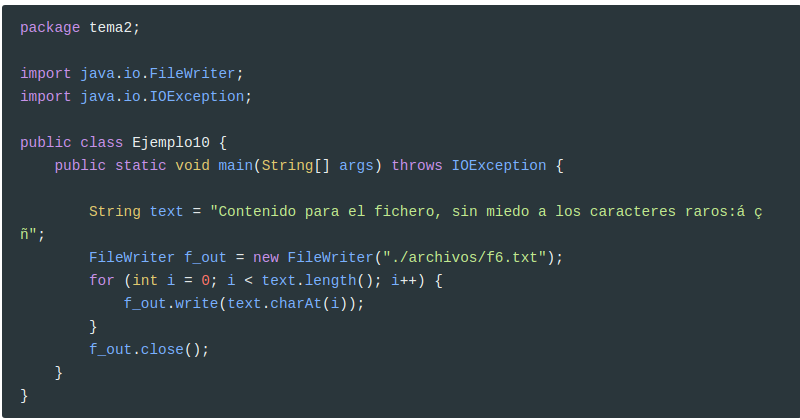 package tema2;
import java.io.FileWriter;
import java.io.IOException;
public class Ejemplo10 {
    public static void main(String[] args) throws IOException {
        String text = "Contenido para el fichero, sin miedo a los caracteres raros:á ç
ñ";
        FileWriter f_out = new FileWriter("./archivos/f6.txt");
        for (int i = 0; i < text.length(); i++) {
            f_out.write(text.charAt(i));
        }
        f_out.close();
    }
}